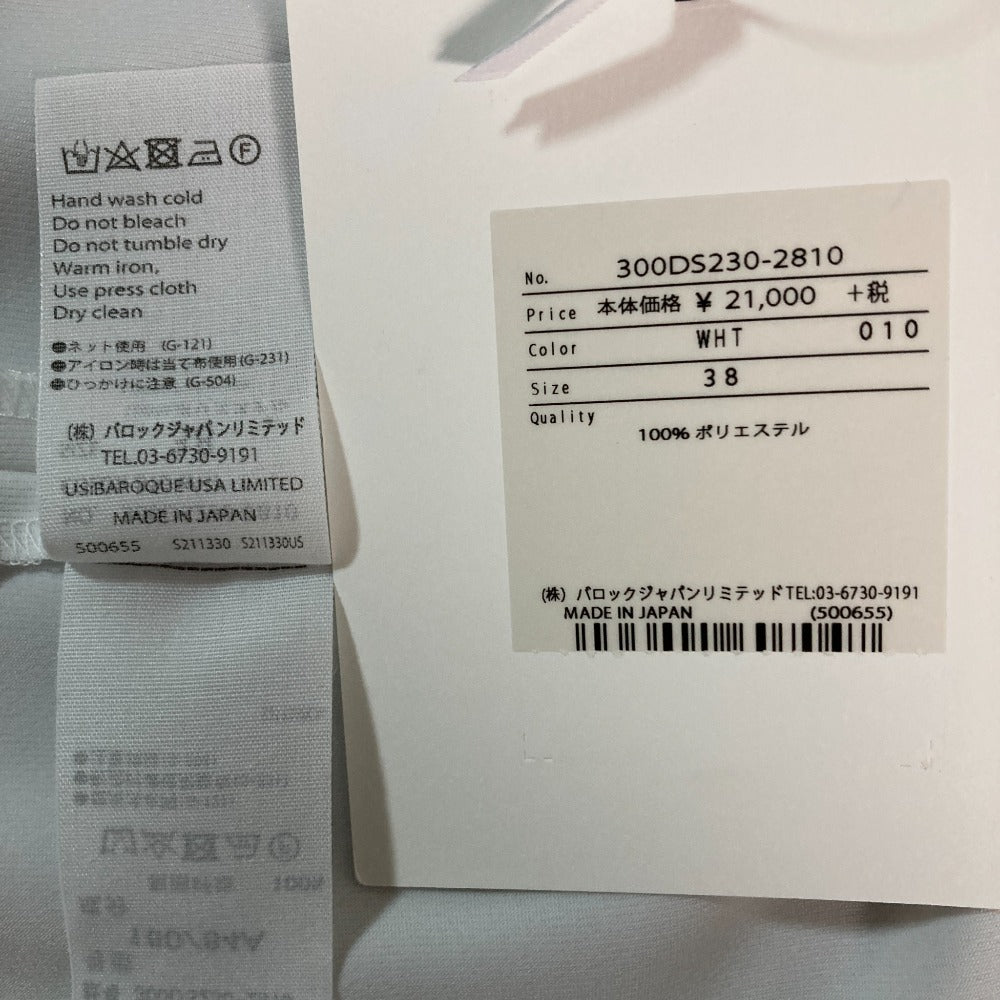 Hand wash cold
Do not bleach
Do not tumble dry
Warm iron,
Use press cloth
Dry clean
●ネット使用 (G-121)
●アイロン時は当て布使用(G-231)
●ひっかけに注意 (G-504)
(株) バロックジャパンリミテッド
TEL.03-6730-9191
US:BAROQUE USA LIMITED
MADE IN JAPAN
500655 S211330 S211330US
No. 300DS230-2810
Price 本体価格 ¥ 21,000 +税
Color WHT 010
Size 38
Quality
100% ポリエステル
(株) バロックジャパンリミテッド TEL:03-6730-9191
MADE IN JAPAN (500655)